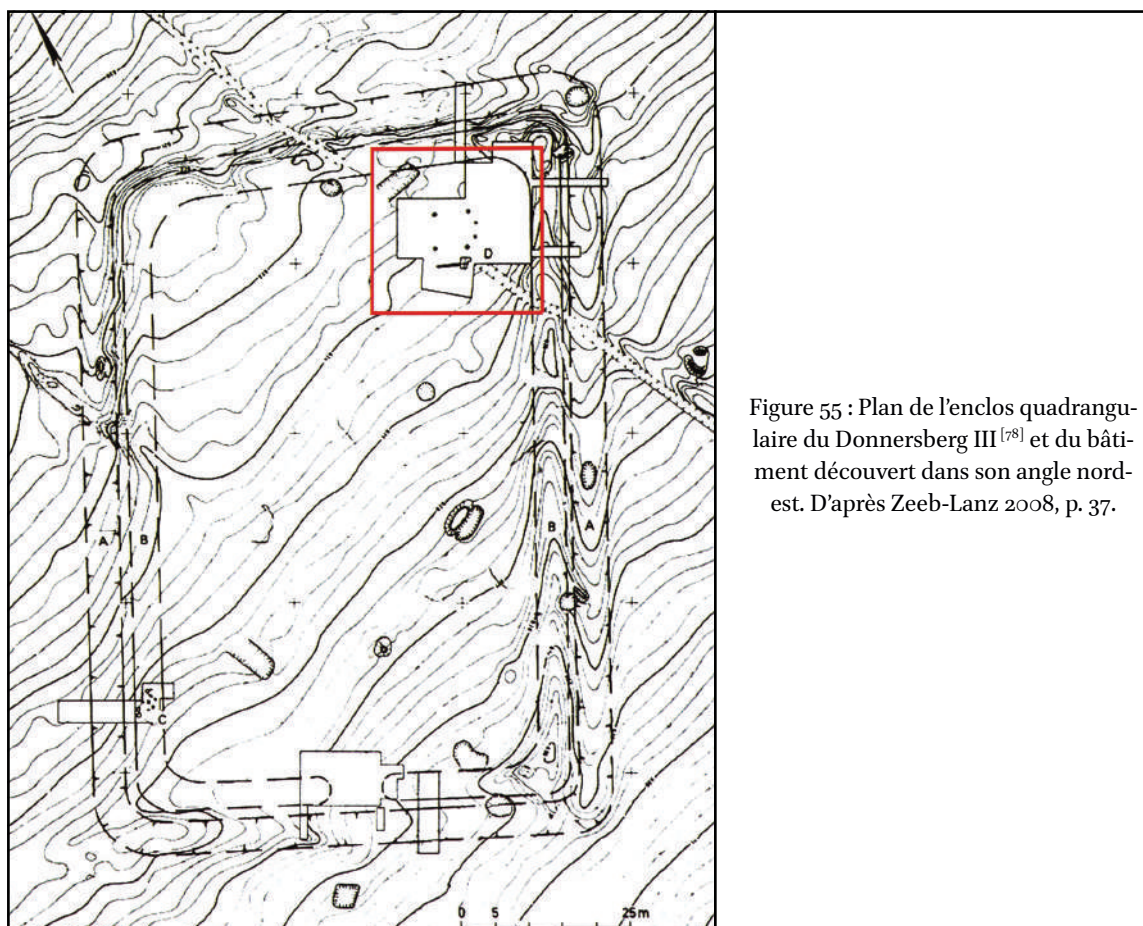 D
B
A
A
B
C
0 5 25m
Figure 55 : Plan de l'enclos quadrangu-
laire du Donnersberg III [78] et du bâti-
ment découvert dans son angle nord-
est. D'après Zeeb-Lanz 2008, p. 37.